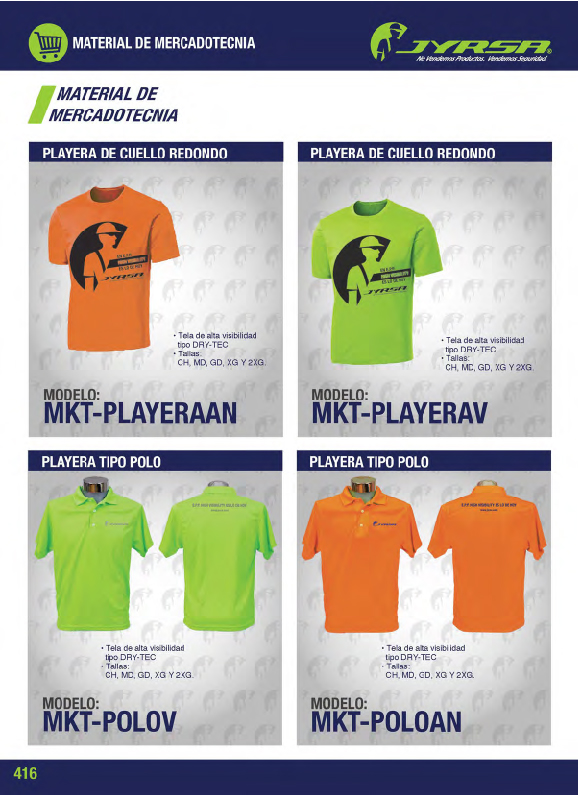 MATERIAL DE MERCADOTECNIA
JYRSA®
No Vendemos Productos. Vendemos Seguridad.
MATERIAL DE
MERCADOTECNIA
PLAYERA DE CUELLO REDONDO
JYRSA
• Tela de alta visibilidad
tipo DRY-TEC
• Tallas:
CH, MD, GD, XG Y 2XG.
MODELO:
MKT-PLAYERAAN
PLAYERA DE CUELLO REDONDO
JYRSA
• Tela de alta visibilidad
tipo DRY-TEC
• Tallas:
CH, MD, GD, XG Y 2XG.
MODELO:
MKT-PLAYERAV
PLAYERA TIPO POLO
• Tela de alta visibilidad
tipo DRY-TEC
• Tallas:
CH, MD, GD, XG Y 2XG.
MODELO:
MKT-POLOV
PLAYERA TIPO POLO
JYRSA
• Tela de alta visibilidad
tipo DRY-TEC
• Tallas:
CH, MD, GD, XG Y 2XG.
MODELO:
MKT-POLOAN
416